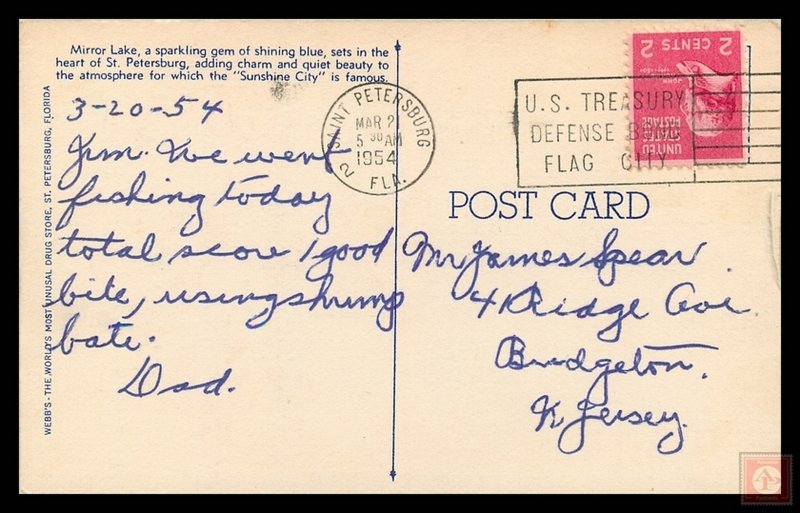 Mirror Lake, a sparkling gem of shining blue, sets in the
heart of St. Petersburg, adding charm and quiet beauty to
the atmosphere for which the "Sunshine City" is famous.
3-20-54
Jim. We went
fishing today
total score 1 good
bite, using shrimp
bate.
Dad.
WEBB'S - THE WORLD'S MOST UNUSUAL DRUG STORE, ST. PETERSBURG, FLORIDA
SAINT PETERSBURG
MAR 2
5 30 AM
1954
2 FLA.
U.S. TREASURY
DEFENSE
FLAG CITY
2 CENTS 2
JOHN
UNITED
STATES
POSTAGE
POST CARD
Mr James Spear
4 Ridge Ave.
Bridgeton,
N Jersey.